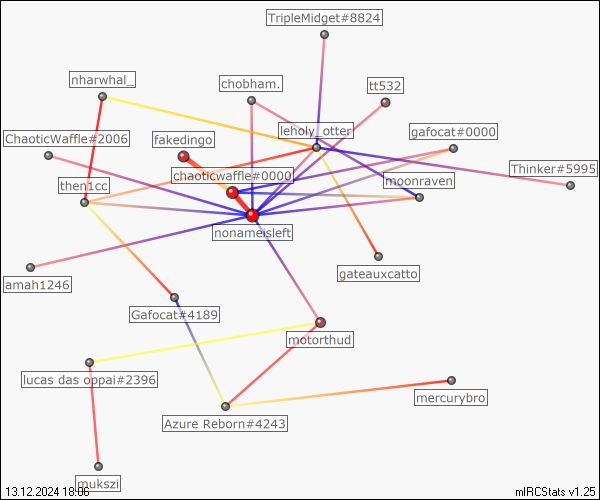 TripleMidget#8824
nharwhal_
chobham.
tt532
leholy_otter
gafocat#0000
ChaoticWaffle#2006
fakedingo
Thinker#5995
chaoticwaffle#0000
moonraven
then1cc
nonameisleft
gateauxcatto
amah1246
Gafocat#4189
motorthud
lucas das oppai#2396
mercurybro
Azure Reborn#4243
mukszi
13.12.2024 18:06
mIRCStats v1.25